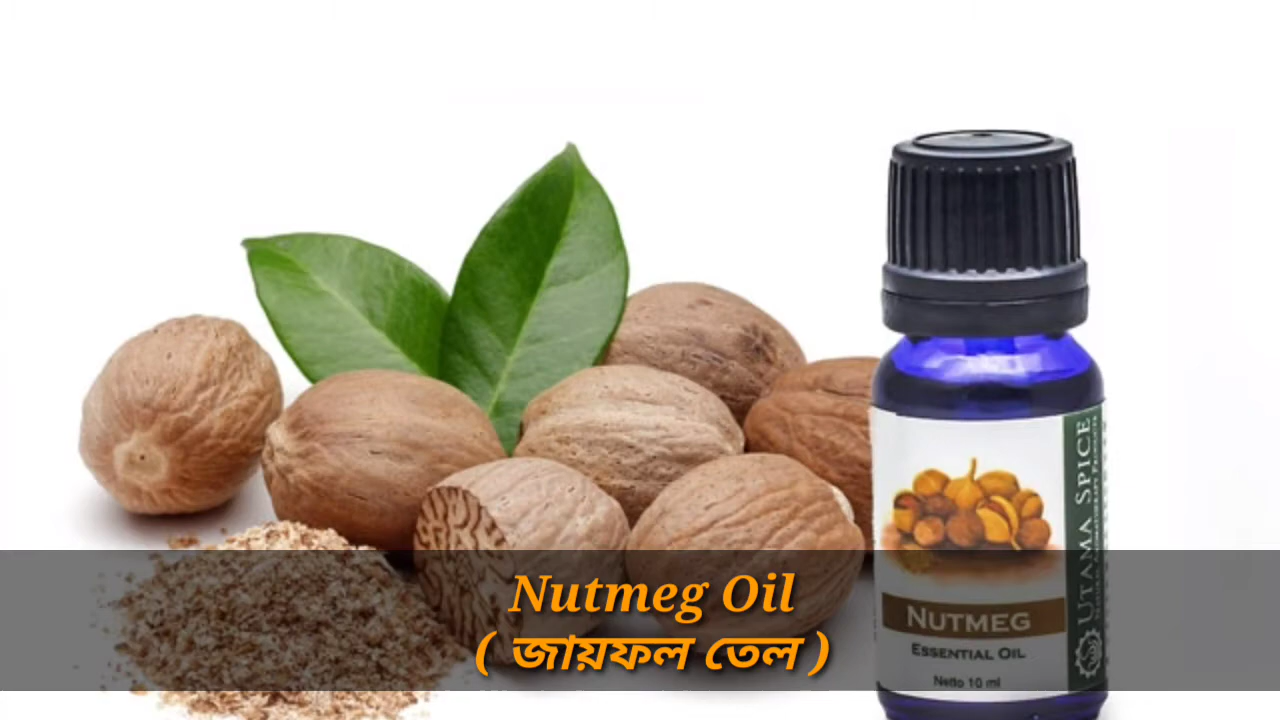 Nutmeg Oil
( জায়ফল তেল )
NUTMEG
ESSENTIAL OIL
Netto 10 ml
UTAMA SPICE